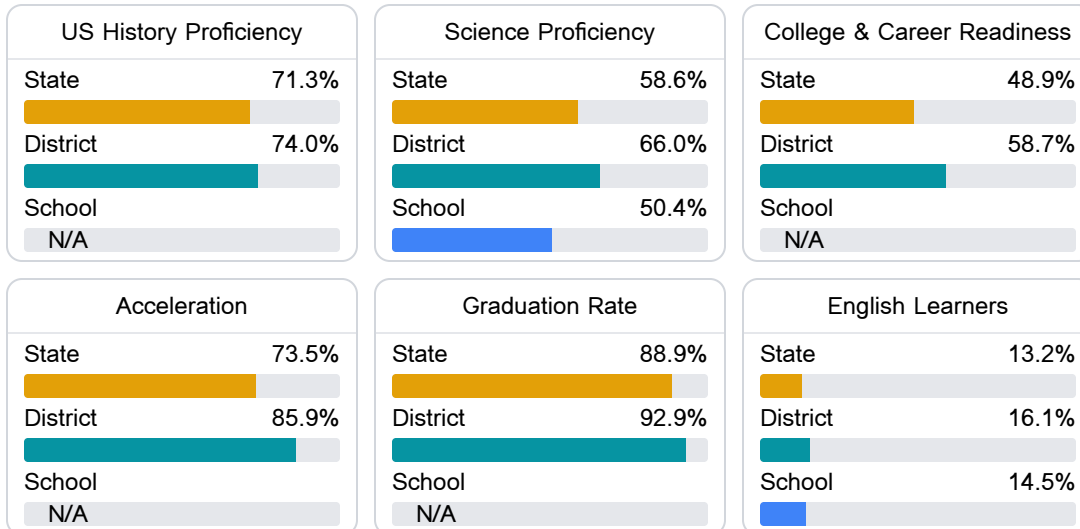 US History Proficiency
State 71.3%
District 74.0%
School
N/A
Science Proficiency
State 58.6%
District 66.0%
School 50.4%
College & Career Readiness
State 48.9%
District 58.7%
School
N/A
Acceleration
State 73.5%
District 85.9%
School
N/A
Graduation Rate
State 88.9%
District 92.9%
School
N/A
English Learners
State 13.2%
District 16.1%
School 14.5%